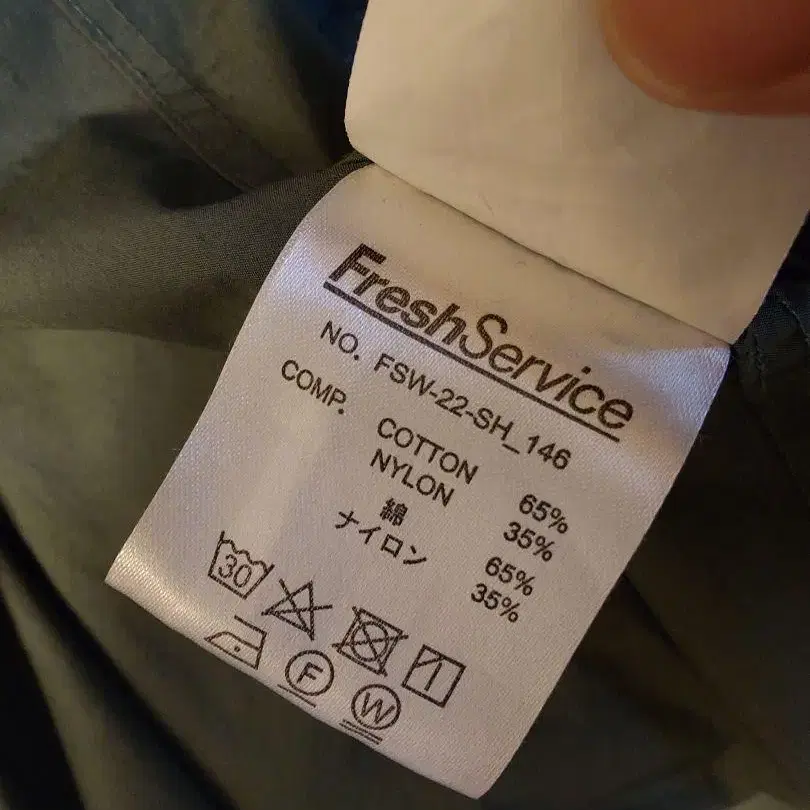 FreshService
NO. FSW-22-SH_146
COMP.
COTTON 65%
NYLON 35%
綿 65%
ナイロン 35%
30
F
W